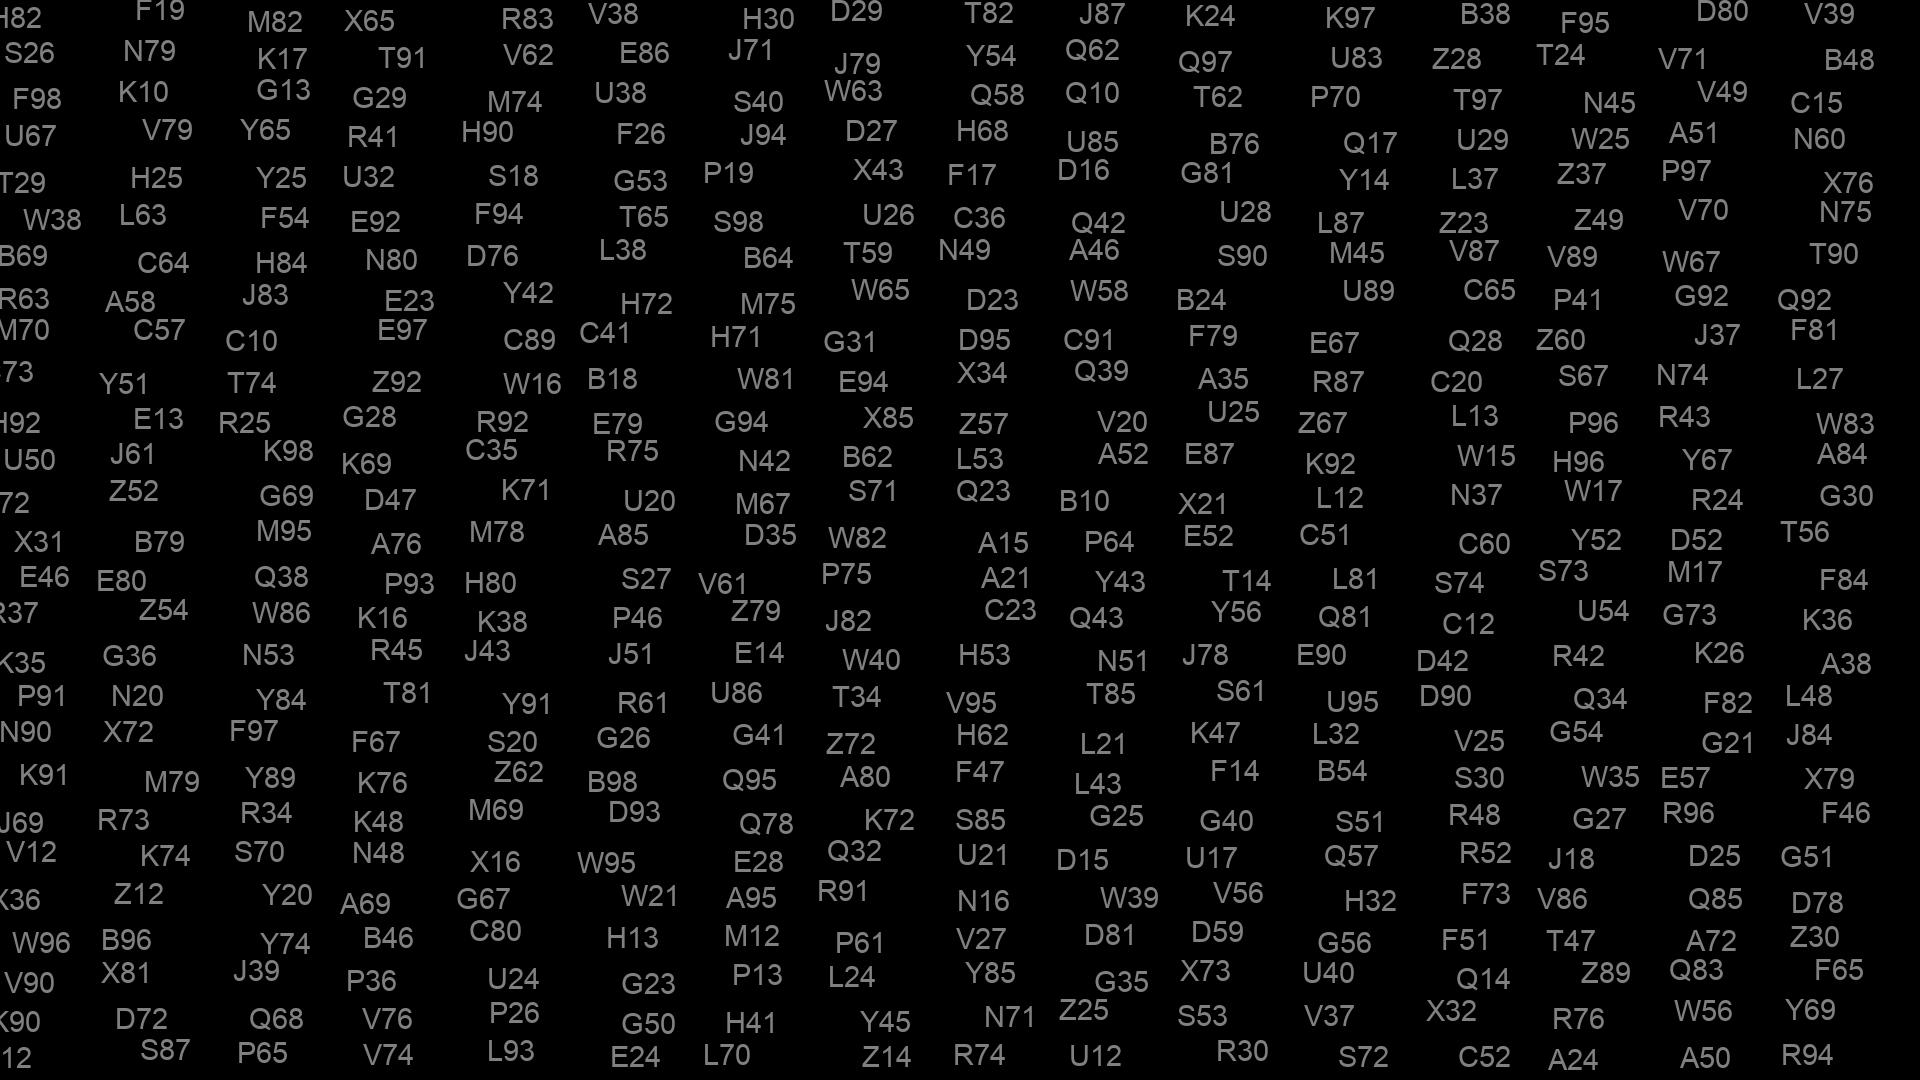 H82 F19 M82 X65 R83 V38 H30 D29 T82 J87 K24 K97 B38 F95 D80 V39
S26 N79 K17 T91 V62 E86 J71 J79 Y54 Q62 Q97 U83 Z28 T24 V71 B48
F98 K10 G13 G29 M74 U38 S40 W63 Q58 Q10 T62 P70 T97 N45 V49 C15
U67 V79 Y65 R41 H90 F26 J94 D27 H68 U85 B76 Q17 U29 W25 A51 N60
T29 H25 Y25 U32 S18 G53 P19 X43 F17 D16 G81 Y14 L37 Z37 P97 X76
W38 L63 F54 E92 F94 T65 S98 U26 C36 Q42 U28 L87 Z23 Z49 V70 N75
B69 C64 H84 N80 D76 L38 B64 T59 N49 A46 S90 M45 V87 V89 W67 T90
R63 A58 J83 E23 Y42 H72 M75 W65 D23 W58 B24 U89 C65 P41 G92 Q92
M70 C57 C10 E97 C89 C41 H71 G31 D95 C91 F79 E67 Q28 Z60 J37 F81
73 Y51 T74 Z92 W16 B18 W81 E94 X34 Q39 A35 R87 C20 S67 N74 L27
H92 E13 R25 G28 R92 E79 G94 X85 Z57 V20 U25 Z67 L13 P96 R43 W83
U50 J61 K98 K69 C35 R75 N42 B62 L53 A52 E87 K92 W15 H96 Y67 A84
72 Z52 G69 D47 K71 U20 M67 S71 Q23 B10 X21 L12 N37 W17 R24 G30
X31 B79 M95 A76 M78 A85 D35 W82 A15 P64 E52 C51 C60 Y52 D52 T56
E46 E80 Q38 P93 H80 S27 V61 P75 A21 Y43 T14 L81 S74 S73 M17 F84
R37 Z54 W86 K16 K38 P46 Z79 J82 C23 Q43 Y56 Q81 C12 U54 G73 K36
K35 G36 N53 R45 J43 J51 E14 W40 H53 N51 J78 E90 D42 R42 K26 A38
P91 N20 Y84 T81 Y91 R61 U86 T34 V95 T85 S61 U95 D90 Q34 F82 L48
N90 X72 F97 F67 S20 G26 G41 Z72 H62 L21 K47 L32 V25 G54 G21 J84
K91 M79 Y89 K76 Z62 B98 Q95 A80 F47 L43 F14 B54 S30 W35 E57 X79
J69 R73 R34 K48 M69 D93 Q78 K72 S85 G25 G40 S51 R48 G27 R96 F46
V12 K74 S70 N48 X16 W95 E28 Q32 U21 D15 U17 Q57 R52 J18 D25 G51
X36 Z12 Y20 A69 G67 W21 A95 R91 N16 W39 V56 H32 F73 V86 Q85 D78
W96 B96 Y74 B46 C80 H13 M12 P61 V27 D81 D59 G56 F51 T47 A72 Z30
V90 X81 J39 P36 U24 G23 P13 L24 Y85 G35 X73 U40 Q14 Z89 Q83 F65
K90 D72 Q68 V76 P26 G50 H41 Y45 N71 Z25 S53 V37 X32 R76 W56 Y69
12 S87 P65 V74 L93 E24 L70 Z14 R74 U12 R30 S72 C52 A24 A50 R94